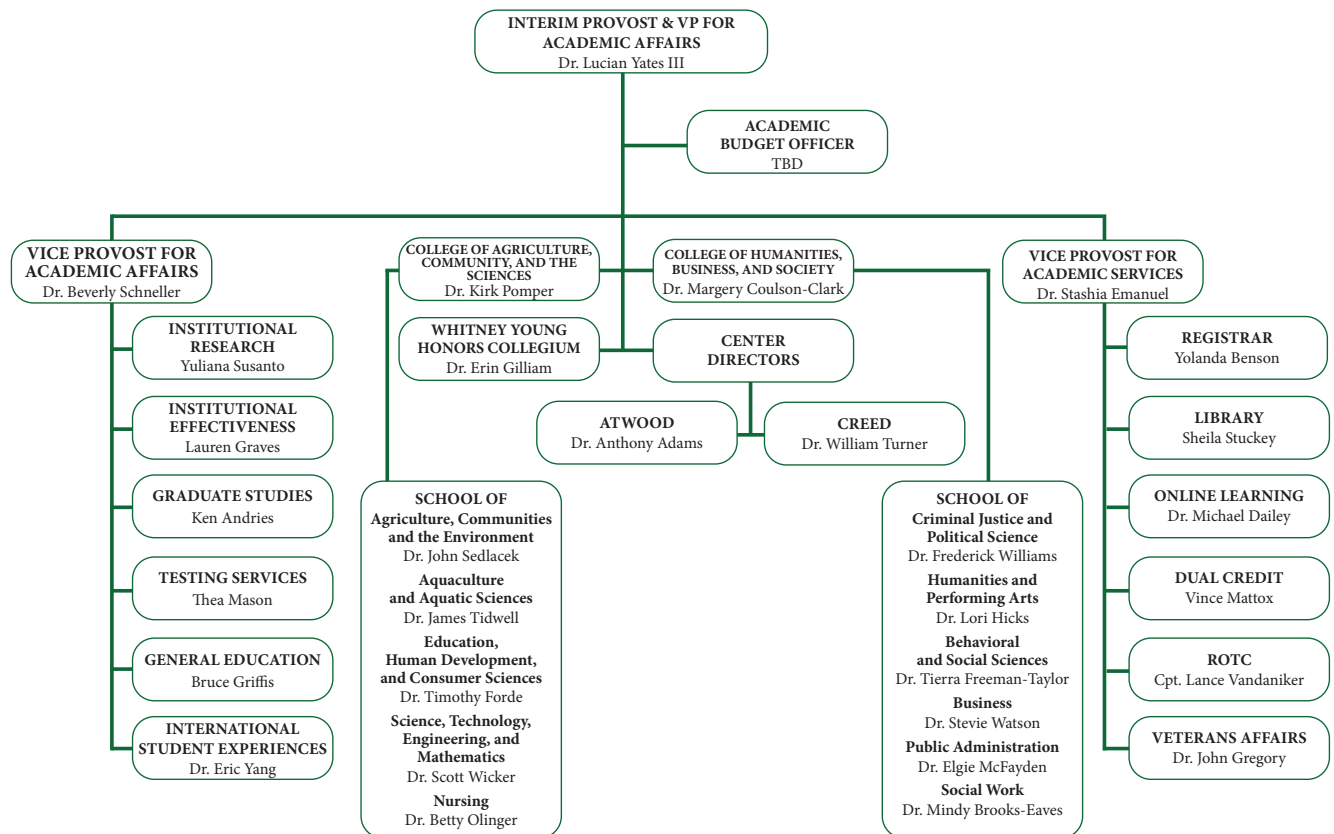 INTERIM PROVOST & VP FOR
ACADEMIC AFFAIRS
Dr. Lucian Yates III
ACADEMIC
BUDGET OFFICER
TBD
VICE PROVOST FOR
ACADEMIC AFFAIRS
Dr. Beverly Schneller
INSTITUTIONAL
RESEARCH
Yuliana Susanto
INSTITUTIONAL
EFFECTIVENESS
Lauren Graves
GRADUATE STUDIES
Ken Andries
TESTING SERVICES
Thea Mason
GENERAL EDUCATION
Bruce Griffis
INTERNATIONAL
STUDENT EXPERIENCES
Dr. Eric Yang
COLLEGE OF AGRICULTURE,
COMMUNITY, AND THE
SCIENCES
Dr. Kirk Pomper
COLLEGE OF HUMANITIES,
BUSINESS, AND SOCIETY
Dr. Margery Coulson-Clark
WHITNEY YOUNG
HONORS COLLEGIUM
Dr. Erin Gilliam
CENTER
DIRECTORS
ATWOOD
Dr. Anthony Adams
CREED
Dr. William Turner
SCHOOL OF
Agriculture, Communities
and the Environment
Dr. John Sedlacek
Aquaculture
and Aquatic Sciences
Dr. James Tidwell
Education,
Human Development,
and Consumer Sciences
Dr. Timothy Forde
Science, Technology,
Engineering, and
Mathematics
Dr. Scott Wicker
Nursing
Dr. Betty Olinger
SCHOOL OF
Criminal Justice and
Political Science
Dr. Frederick Williams
Humanities and
Performing Arts
Dr. Lori Hicks
Behavioral
and Social Sciences
Dr. Tierra Freeman-Taylor
Business
Dr. Stevie Watson
Public Administration
Dr. Elgie McFayden
Social Work
Dr. Mindy Brooks-Eaves
VICE PROVOST FOR
ACADEMIC SERVICES
Dr. Stashia Emanuel
REGISTRAR
Yolanda Benson
LIBRARY
Sheila Stuckey
ONLINE LEARNING
Dr. Michael Dailey
DUAL CREDIT
Vince Mattox
ROTC
Cpt. Lance Vandaniker
VETERANS AFFAIRS
Dr. John Gregory